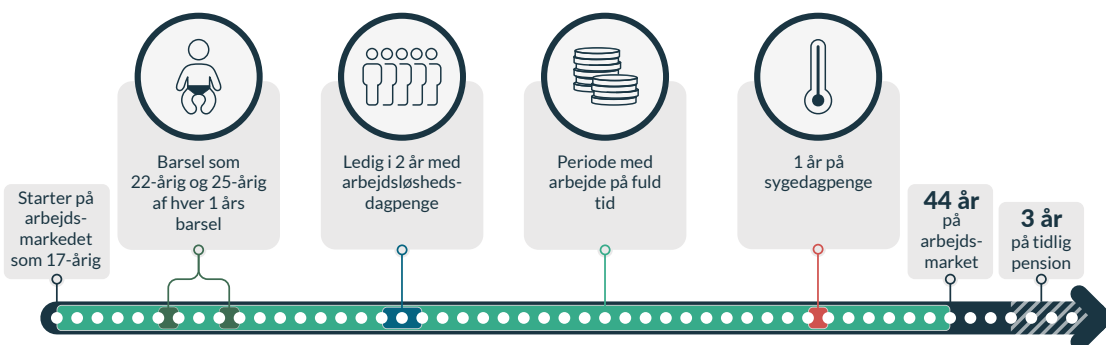 Starter på
arbejds-
markedet
som 17-årig
Barsel som
22-årig og 25-årig
af hver 1 års
barsel
Ledig i 2 år med
arbejdsløsheds-
dagpenge
Periode med
arbejde på fuld
tid
1 år på
sygedagpenge
44 år
på
arbejds-
market
3 år
på tidlig
pension